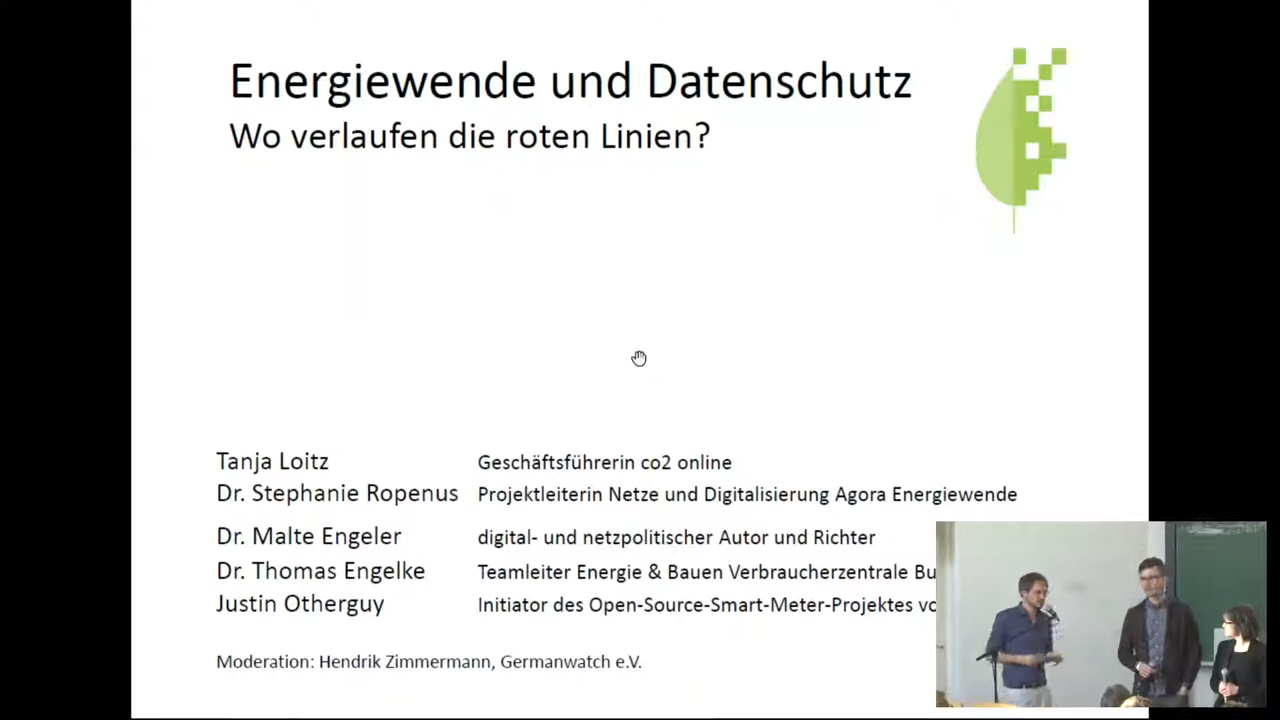 Energiewende und Datenschutz
Wo verlaufen die roten Linien?
Tanja Loitz Geschäftsführerin co2 online
Dr. Stephanie Ropenus Projektleiterin Netze und Digitalisierung Agora Energiewende
Dr. Malte Engeler digital- und netzpolitischer Autor und Richter
Dr. Thomas Engelke Teamleiter Energie & Bauen Verbraucherzentrale Bu
Justin Otherguy Initiator des Open-Source-Smart-Meter-Projektes vo
Moderation: Hendrik Zimmermann, Germanwatch e.V.